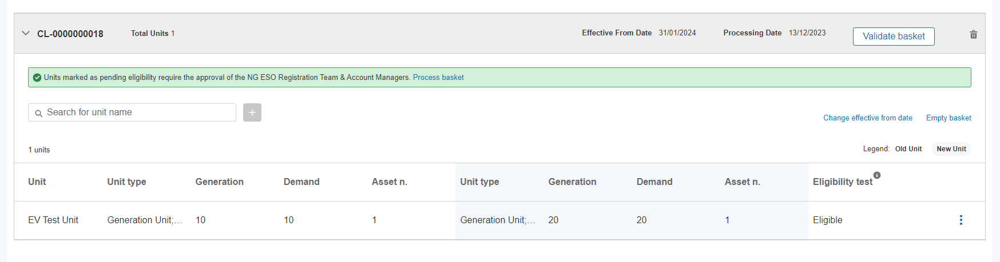 CL-0000000018 Total Units 1 Effective From Date 31/01/2024 Processing Date 13/12/2023 Validate basket
Units marked as pending eligibility require the approval of the NG ESO Registration Team & Account Managers. Process basket
Search for unit name +
Change effective from date Empty basket
1 units Legend: Old Unit New Unit
Unit Unit type Generation Demand Asset n. Unit type Generation Demand Asset n. Eligibility test
EV Test Unit Generation Unit;... 10 10 1 Generation Unit;... 20 20 1 Eligible